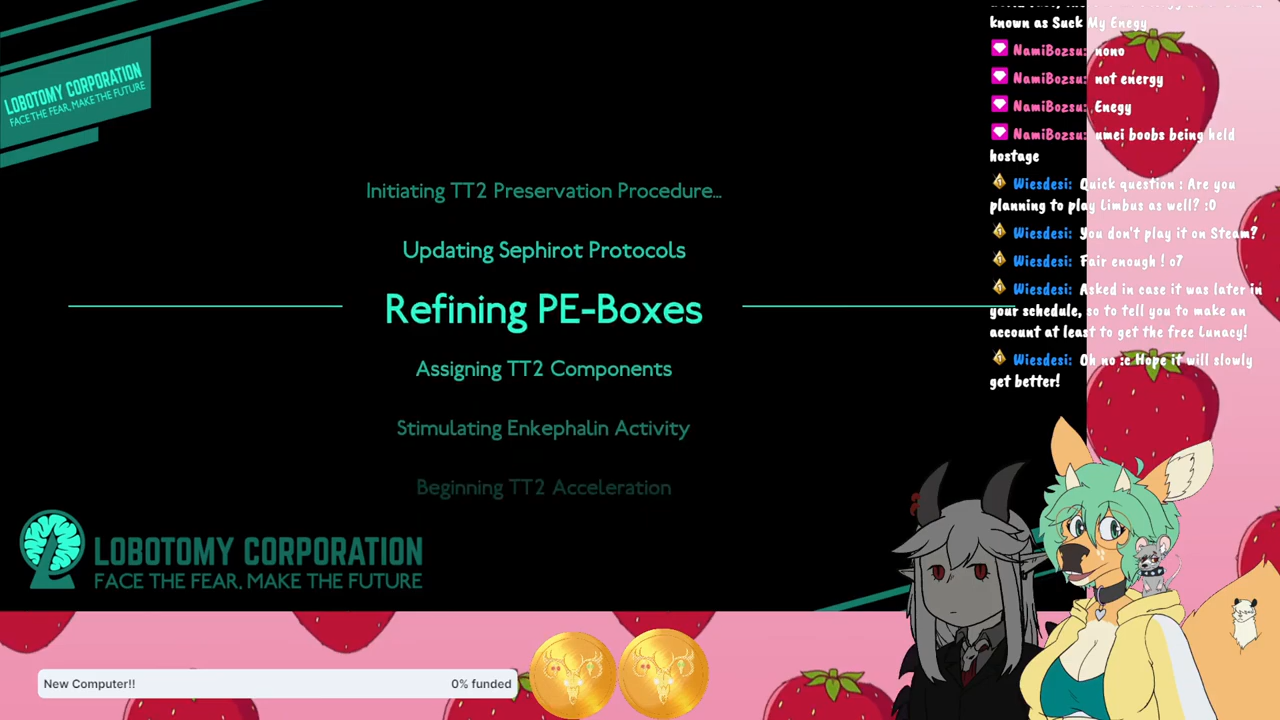 LOBOTOMY CORPORATION
FACE THE FEAR, MAKE THE FUTURE
Initiating TT2 Preservation Procedure...
Updating Sephirot Protocols
Refining PE-Boxes
Assigning TT2 Components
Stimulating Enkephalin Activity
Beginning TT2 Acceleration
LOBOTOMY CORPORATION
FACE THE FEAR, MAKE THE FUTURE
known as Suck My Enegy
NamiBozsu: nono
NamiBozsu: not energy
NamiBozsu: Enegy
NamiBozsu: umei boobs being held
hostage
Wiesdesi: Quick question : Are you
planning to play Limbus as well? :O
Wiesdesi: You don't play it on Steam?
Wiesdesi: Fair enough ! o7
Wiesdesi: Asked in case it was later in
your schedule, so to tell you to make an
account at least to get the free Lunacy!
Wiesdesi: Oh no :c Hope it will slowly
get better!
New Computer!! 0% funded